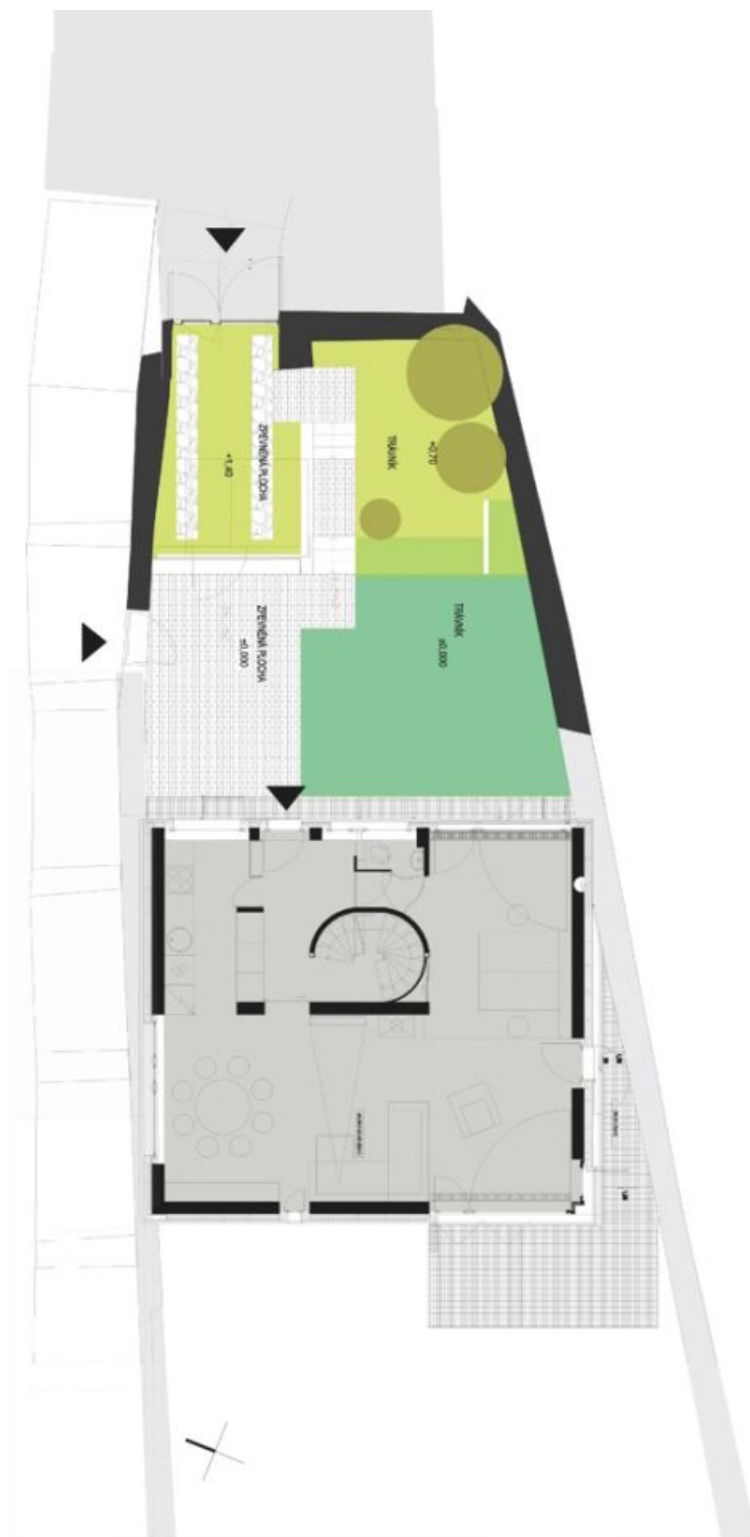 ZPEVNĚNÁ PLOCHA
+1,40
TRÁVNÍK
+0,70
ZPEVNĚNÁ PLOCHA
±0,000
TRÁVNÍK
±0,000